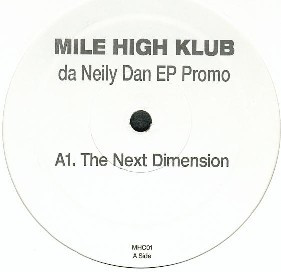 MILE HIGH KLUB
da Neily Dan EP Promo
A1. The Next Dimension
MHC01
A Side